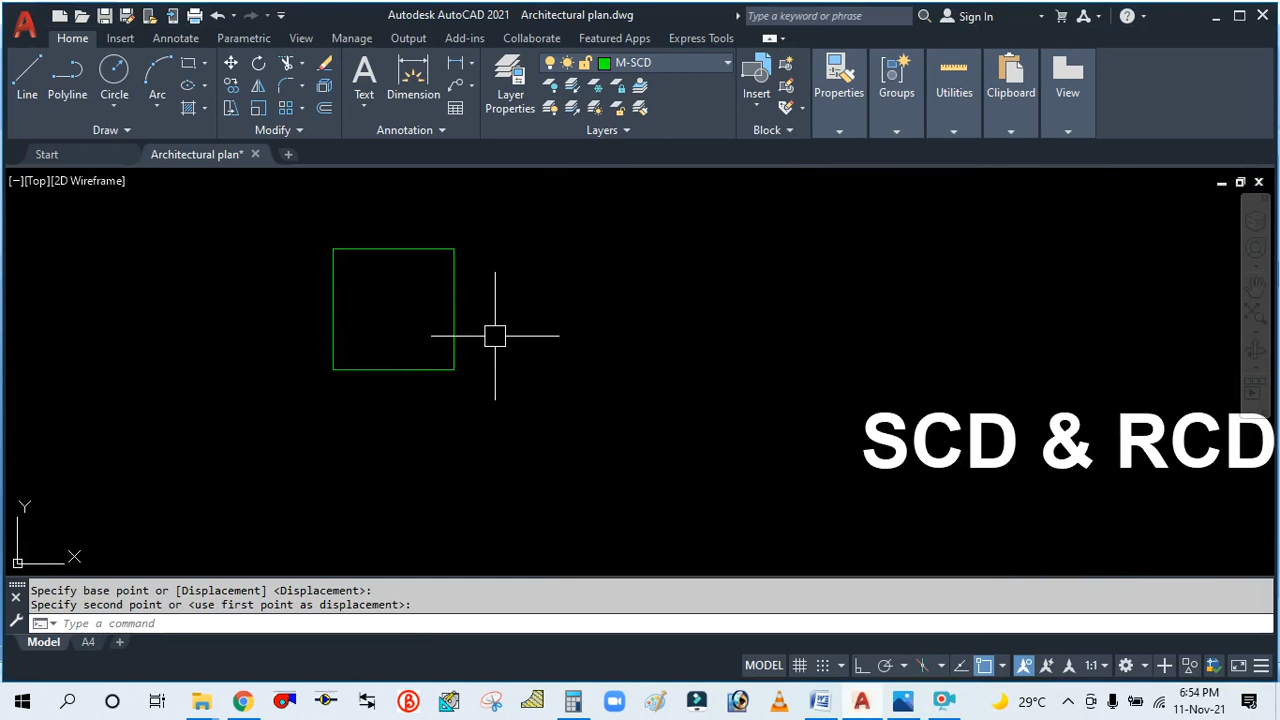 Autodesk AutoCAD 2021 Architectural plan.dwg
Type a keyword or phrase
Sign In
Home Insert Annotate Parametric View Manage Output Add-ins Collaborate Featured Apps Express Tools
M-SCD
Line Polyline Circle Arc Text Dimension Layer Properties Insert Properties Groups Utilities Clipboard View
Draw Modify Annotation Layers Block
Start Architectural plan*
[−][Top][2D Wireframe]
SCD & RCD
Y
X
Specify base point or [Displacement] <Displacement>:
Specify second point or <use first point as displacement>:
Type a command
Model A4
MODEL 1:1
29°C
6:54 PM
11-Nov-21